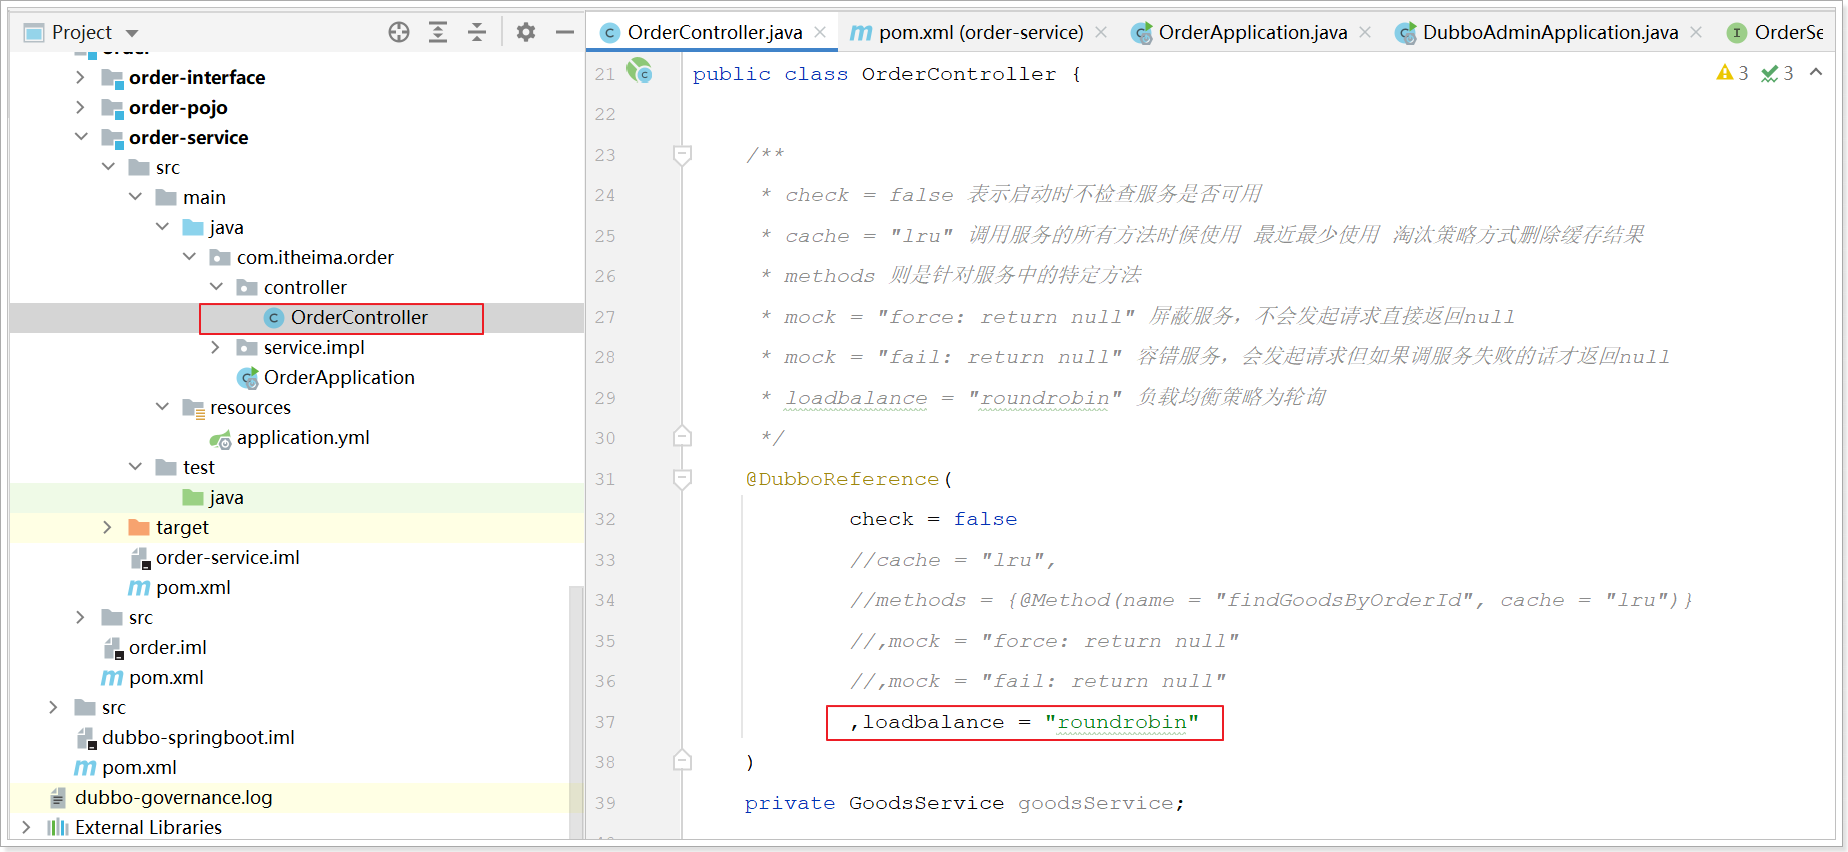 Project
order
order-interface
order-pojo
order-service
src
main
java
com.itheima.order
controller
OrderController
service.impl
OrderApplication
resources
application.yml
test
java
target
order-service.iml
pom.xml
src
order.iml
pom.xml
src
dubbo-springboot.iml
pom.xml
dubbo-governance.log
External Libraries
OrderController.java
pom.xml (order-service)
OrderApplication.java
DubboAdminApplication.java
OrderSe
3 3
21 public class OrderController {
22
23 /**
24 * check = false 表示启动时不检查服务是否可用
25 * cache = "lru" 调用服务的所有方法时候使用 最近最少使用 淘汰策略方式删除缓存结果
26 * methods 则是针对服务中的特定方法
27 * mock = "force: return null" 屏蔽服务，不会发起请求直接返回null
28 * mock = "fail: return null" 容错服务，会发起请求但如果调服务失败的话才返回null
29 * loadbalance = "roundrobin" 负载均衡策略为轮询
30 */
31 @DubboReference(
32 check = false
33 //cache = "lru",
34 //methods = {@Method(name = "findGoodsByOrderId", cache = "lru")}
35 //,mock = "force: return null"
36 //,mock = "fail: return null"
37 ,loadbalance = "roundrobin"
38 )
39 private GoodsService goodsService;